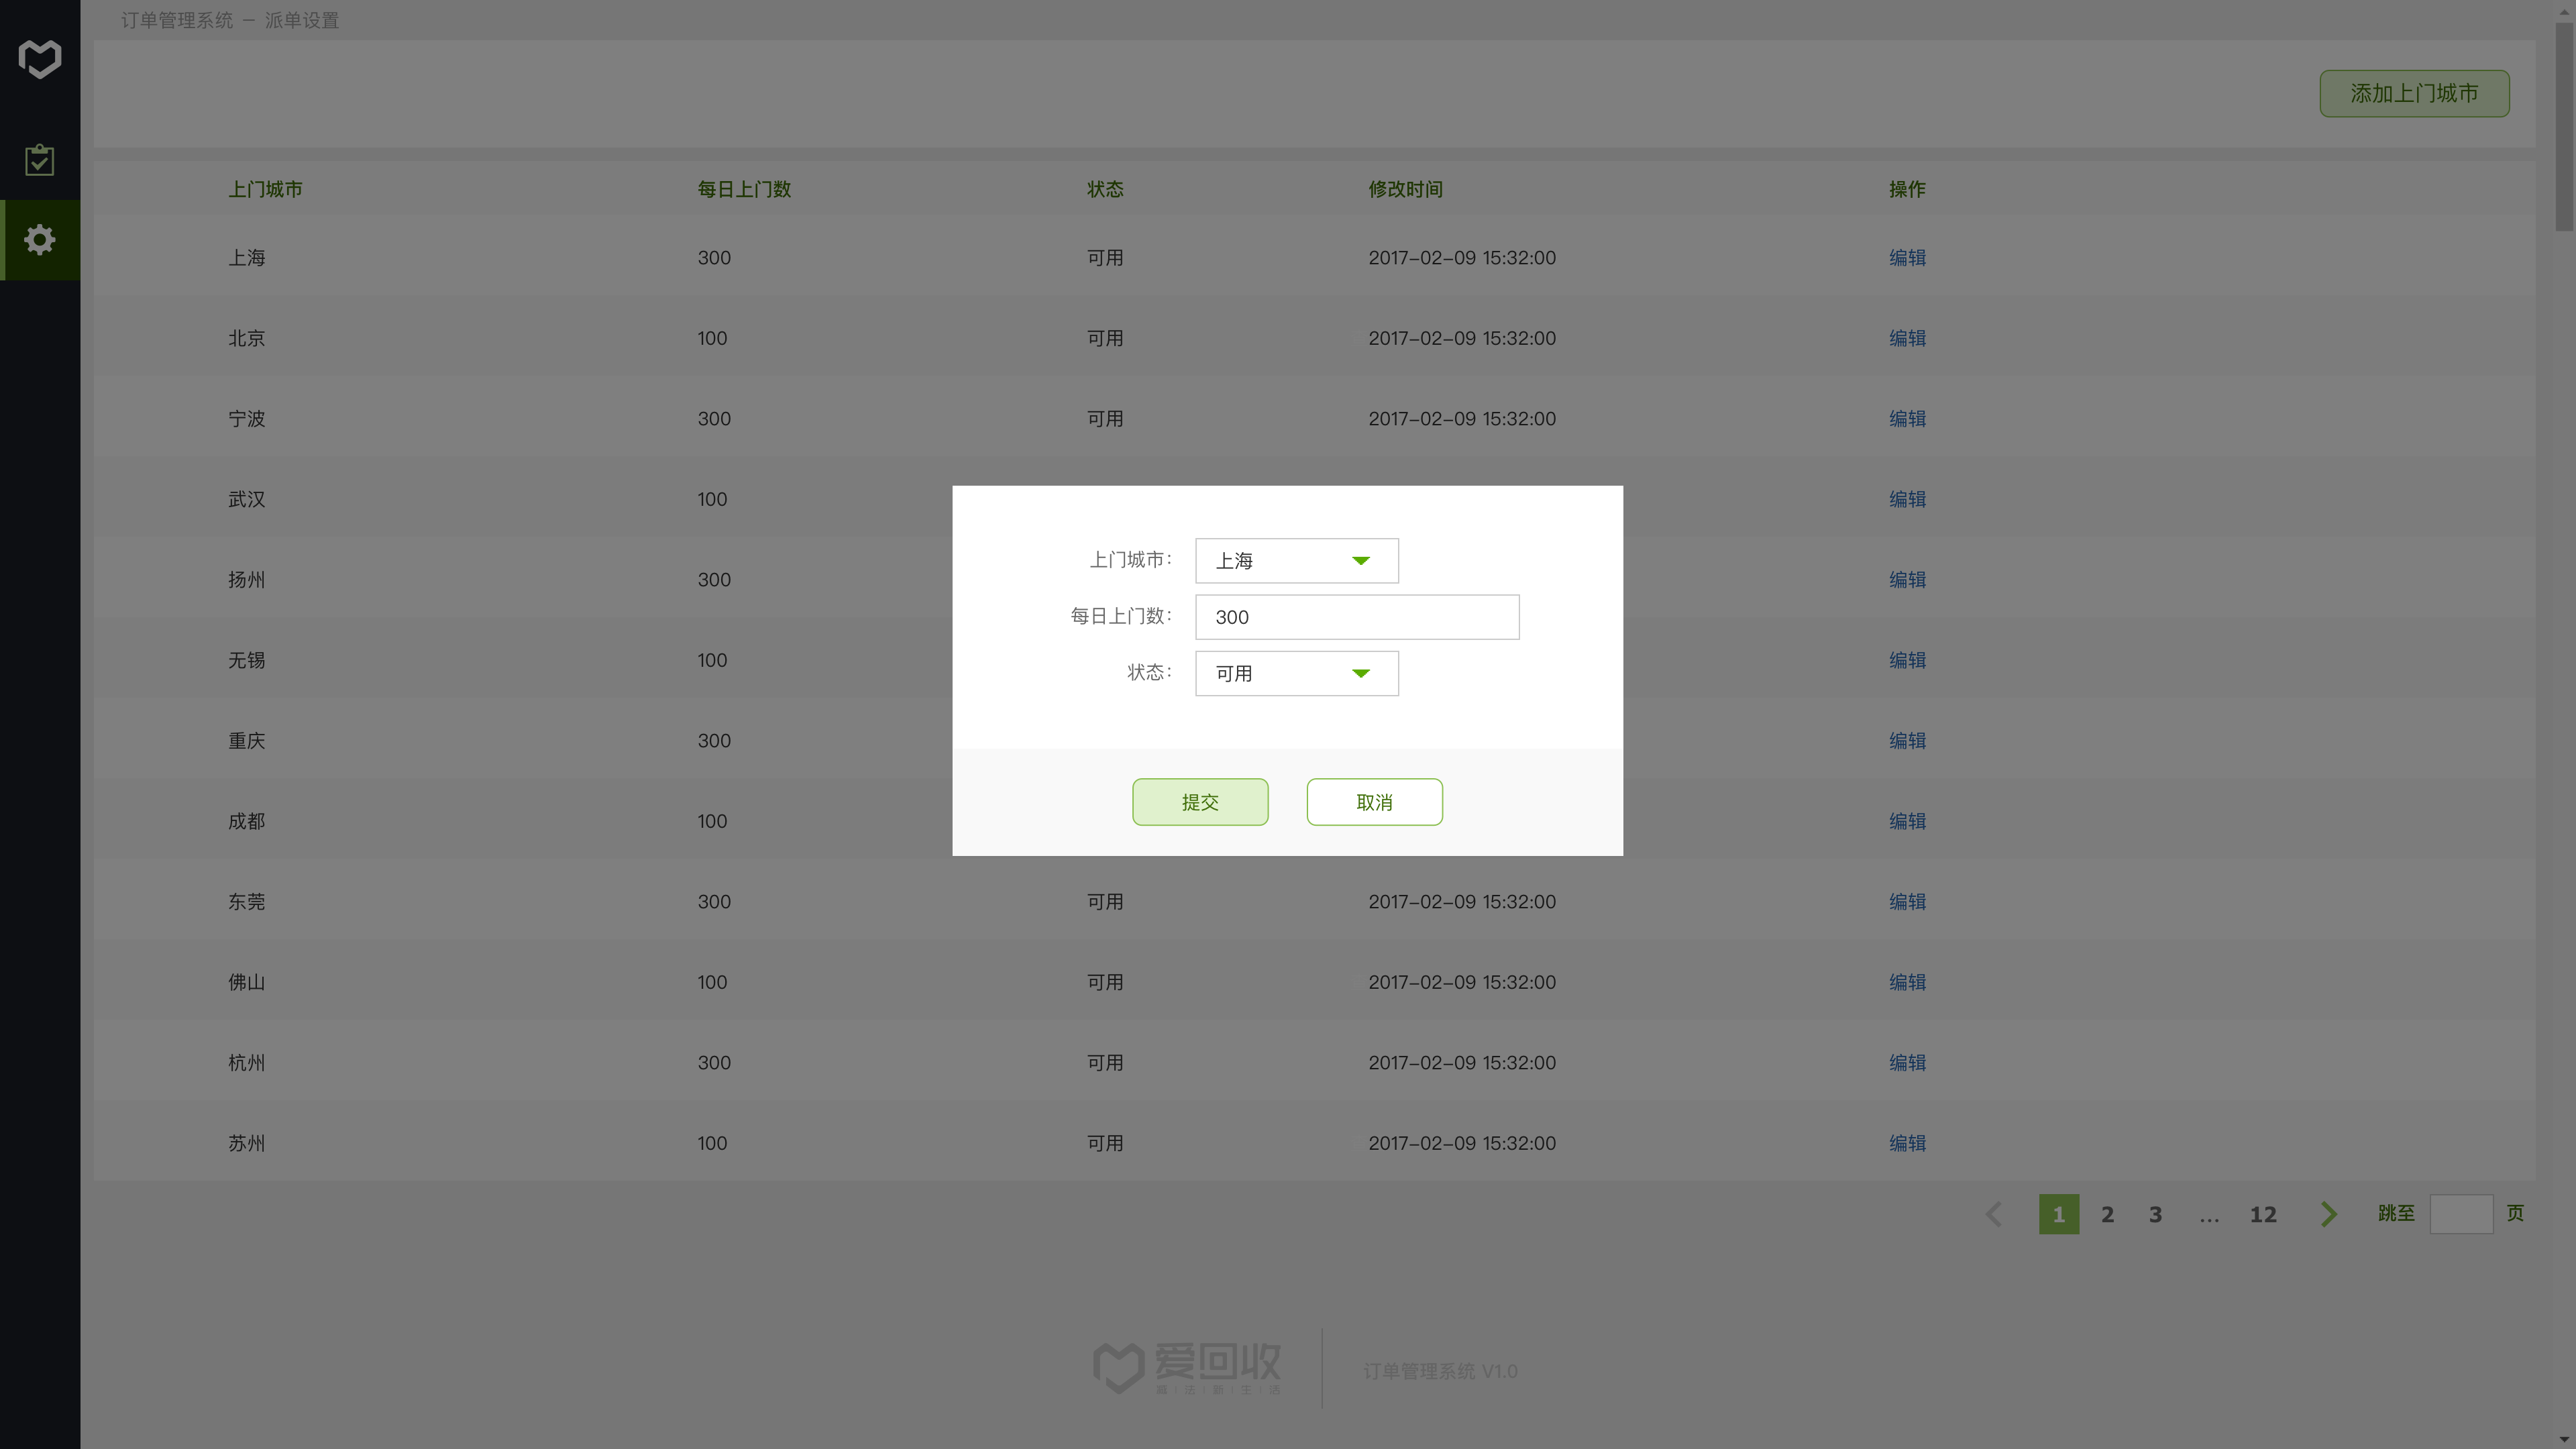 订单管理系统 － 派单设置
添加上门城市
上门城市 每日上门数 状态 修改时间 操作
上海 300 可用 2017-02-09 15:32:00 编辑
北京 100 可用 2017-02-09 15:32:00 编辑
宁波 300 可用 2017-02-09 15:32:00 编辑
武汉 100 编辑
扬州 300 编辑
无锡 100 编辑
重庆 300 编辑
成都 100 编辑
东莞 300 可用 2017-02-09 15:32:00 编辑
佛山 100 可用 2017-02-09 15:32:00 编辑
杭州 300 可用 2017-02-09 15:32:00 编辑
苏州 100 可用 2017-02-09 15:32:00 编辑
上门城市： 上海
每日上门数： 300
状态： 可用
提交 取消
1 2 3 ... 12 跳至 页
爱回收
订单管理系统 V1.0